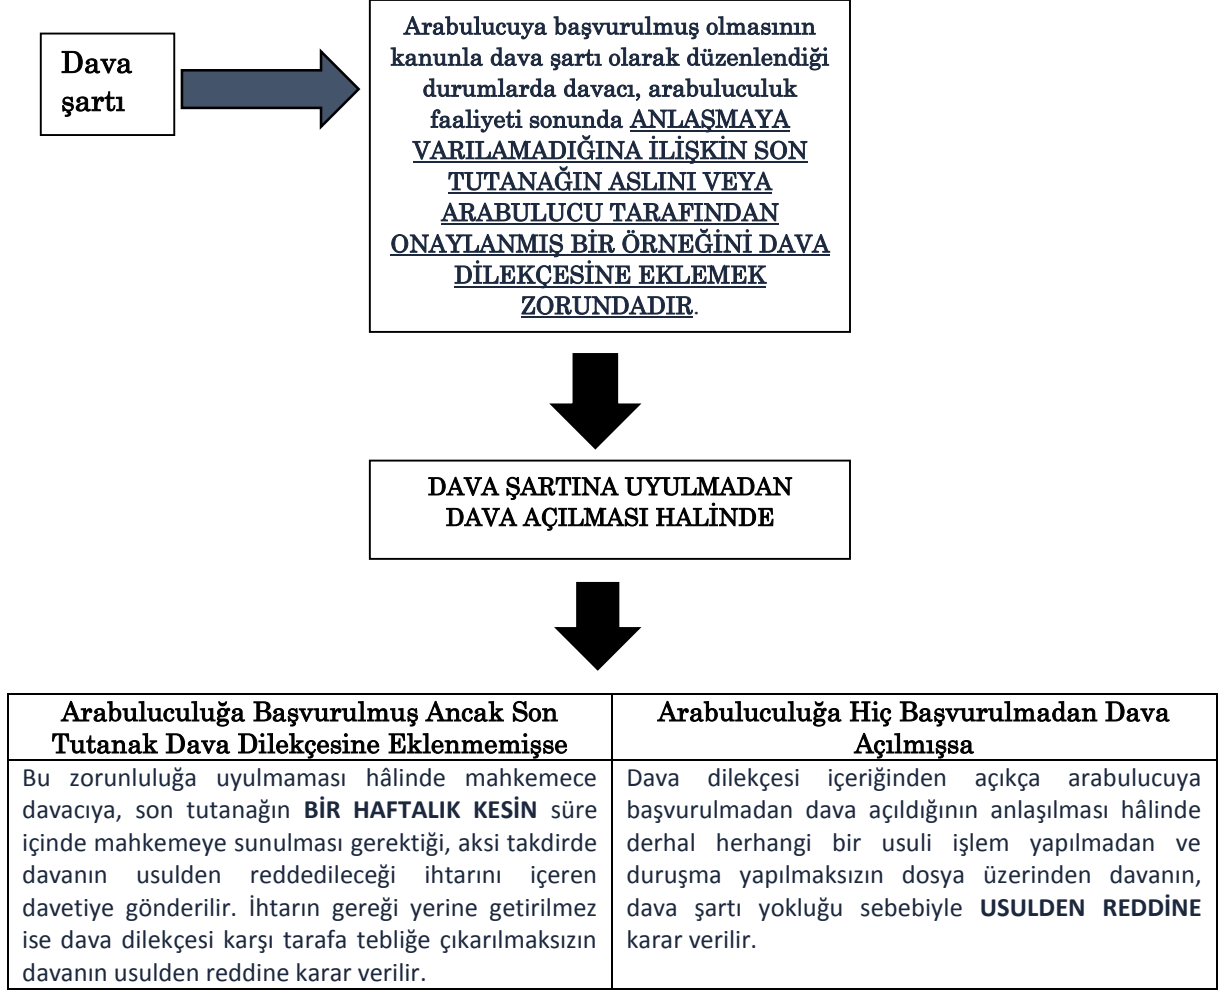 Dava
şartı
Arabulucuya başvurulmuş olmasının
kanunla dava şartı olarak düzenlendiği
durumlarda davacı, arabuluculuk
faaliyeti sonunda ANLAŞMAYA
VARILAMADIĞINA İLİŞKİN SON
TUTANAĞIN ASLINI VEYA
ARABULUCU TARAFINDAN
ONAYLANMIŞ BİR ÖRNEĞİNİ DAVA
DİLEKÇESİNE EKLEMEK
ZORUNDADIR.
DAVA ŞARTINA UYULMADAN
DAVA AÇILMASI HALİNDE
Arabuluculuğa Başvurulmuş Ancak Son
Tutanak Dava Dilekçesine Eklenmemişse
Bu zorunluluğa uyulmaması hâlinde mahkemece
davacıya, son tutanağın BİR HAFTALIK KESİN süre
içinde mahkemeye sunulması gerektiği, aksi takdirde
davanın usulden reddedileceği ihtarını içeren
davetiye gönderilir. İhtarın gereği yerine getirilmez
ise dava dilekçesi karşı tarafa tebliğe çıkarılmaksızın
davanın usulden reddine karar verilir.
Arabuluculuğa Hiç Başvurulmadan Dava
Açılmışsa
Dava dilekçesi içeriğinden açıkça arabulucuya
başvurulmadan dava açıldığının anlaşılması hâlinde
derhal herhangi bir usuli işlem yapılmadan ve
duruşma yapılmaksızın dosya üzerinden davanın,
dava şartı yokluğu sebebiyle USULDEN REDDİNE
karar verilir.